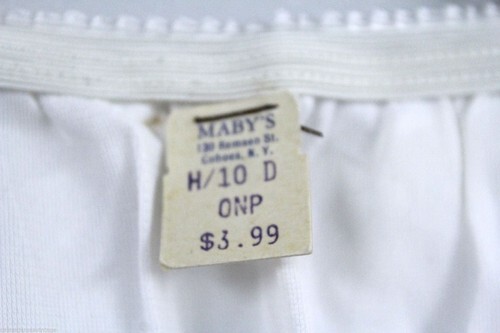 MABY'S
130 Remsen St.
Cohoes, N. Y.
H/10 D
ONP
$3.99